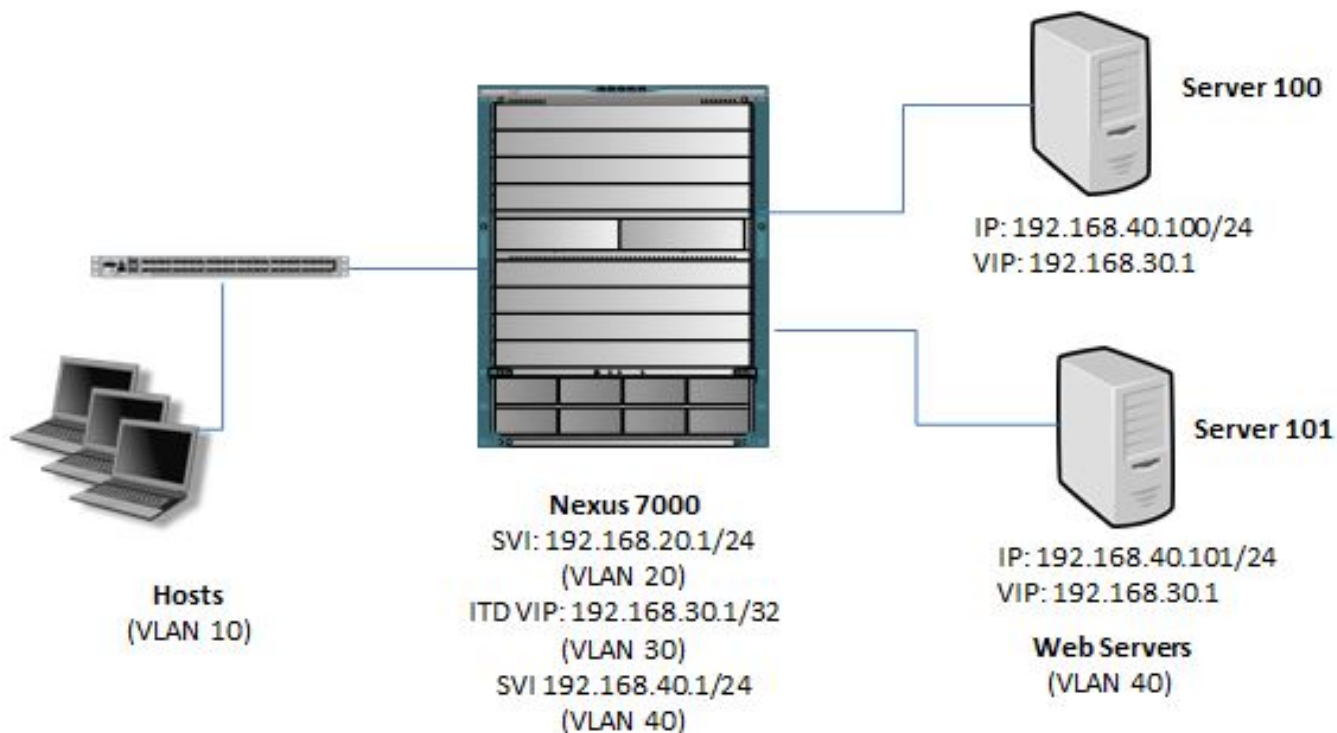 Server 100
IP: 192.168.40.100/24
VIP: 192.168.30.1
Server 101
IP: 192.168.40.101/24
VIP: 192.168.30.1
Web Servers
(VLAN 40)
Nexus 7000
SVI: 192.168.20.1/24
(VLAN 20)
ITD VIP: 192.168.30.1/32
(VLAN 30)
SVI 192.168.40.1/24
(VLAN 40)
Hosts
(VLAN 10)